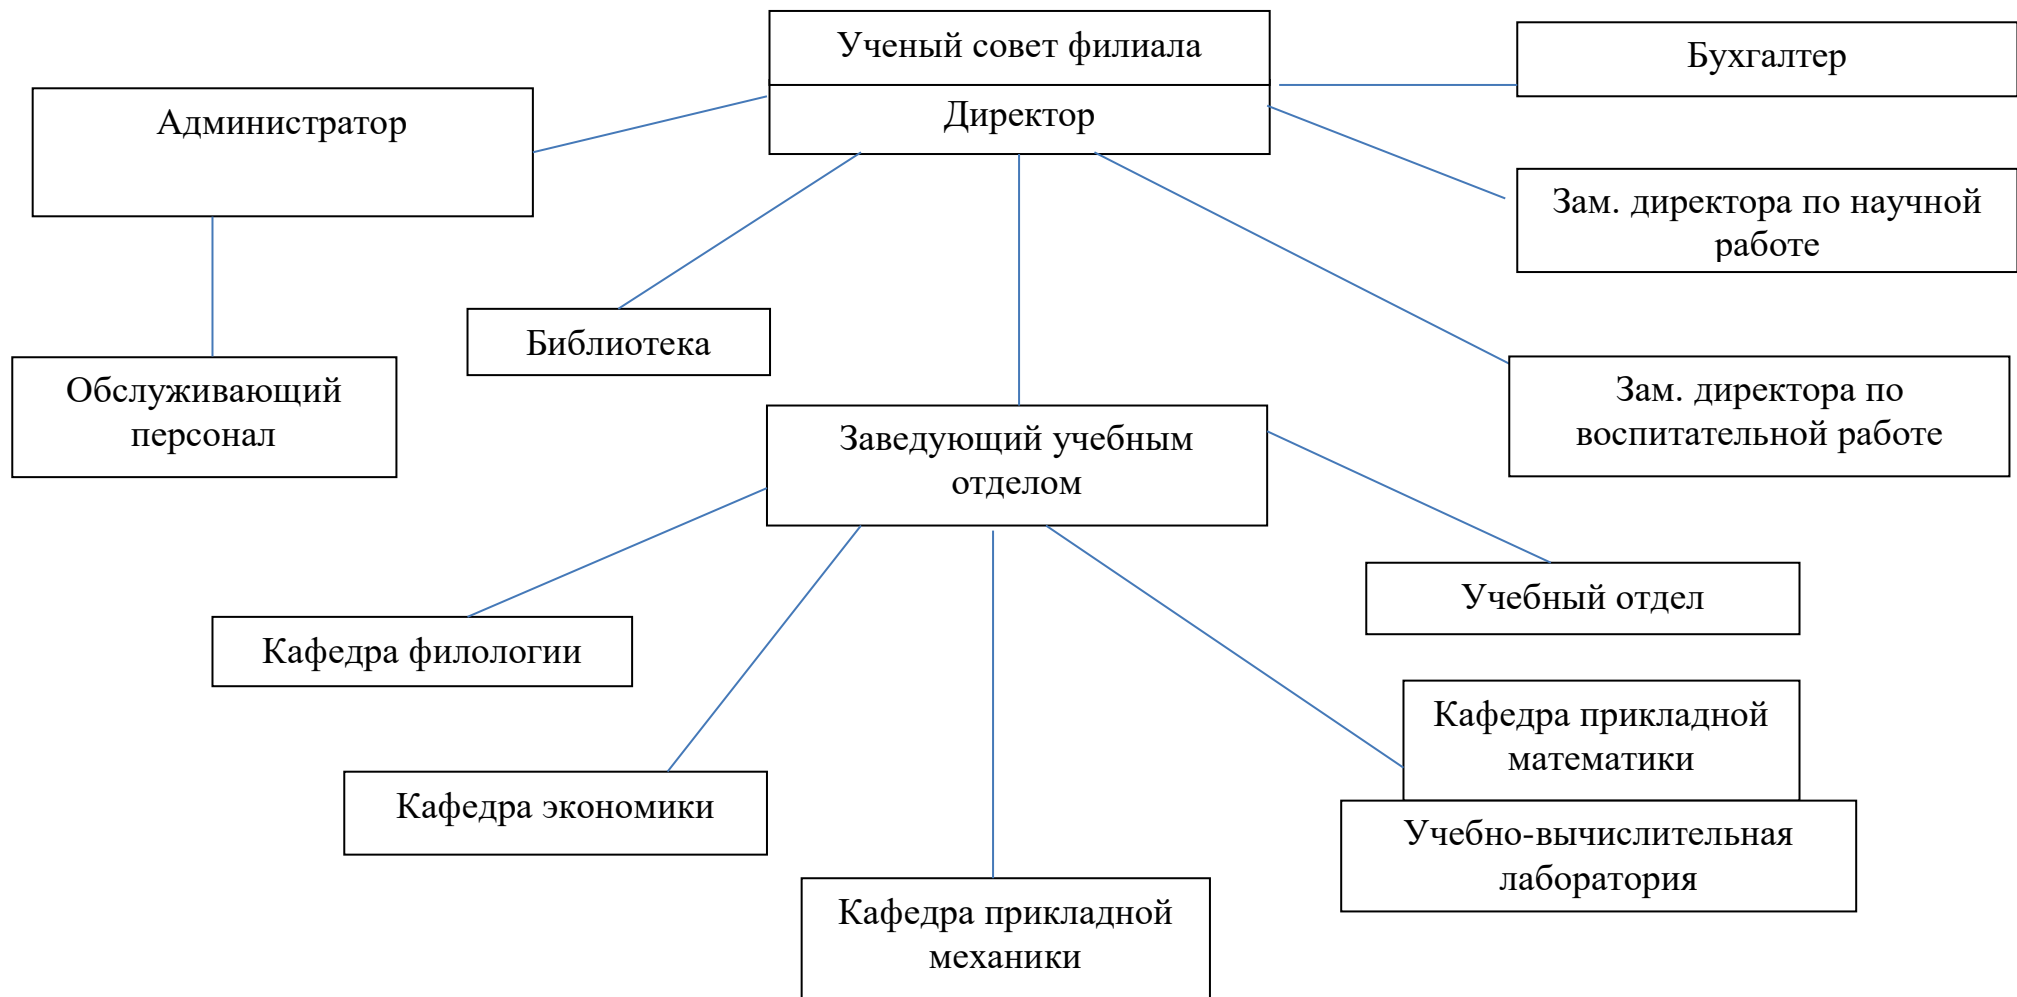 Ученый совет филиала
Бухгалтер
Администратор
Директор
Зам. директора по научной
работе
Библиотека
Обслуживающий
персонал
Зам. директора по
воспитательной работе
Заведующий учебным
отделом
Учебный отдел
Кафедра филологии
Кафедра прикладной
математики
Кафедра экономики
Учебно-вычислительная
лаборатория
Кафедра прикладной
механики